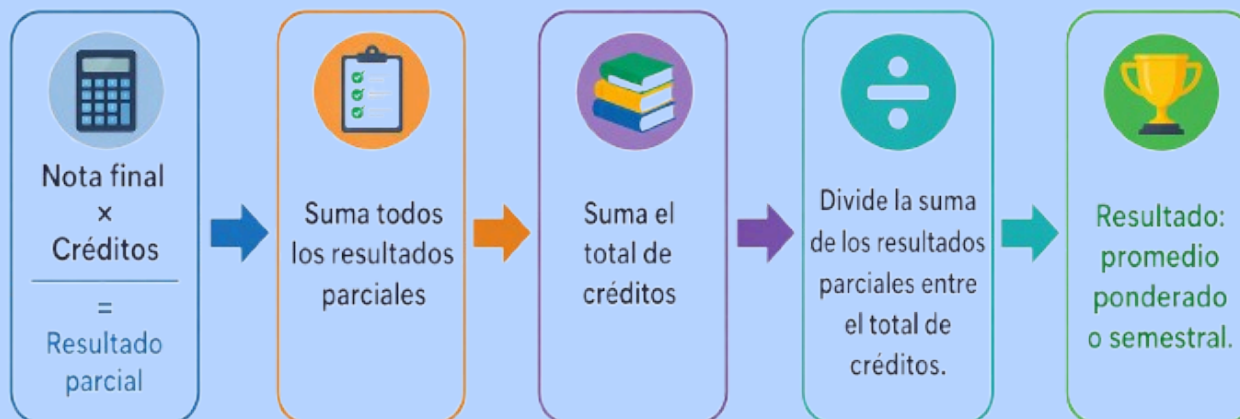 Nota final
×
Créditos
=
Resultado
parcial
Suma todos
los resultados
parciales
Suma el
total de
créditos
Divide la suma
de los resultados
parciales entre
el total de
créditos.
Resultado:
promedio
ponderado
o semestral.